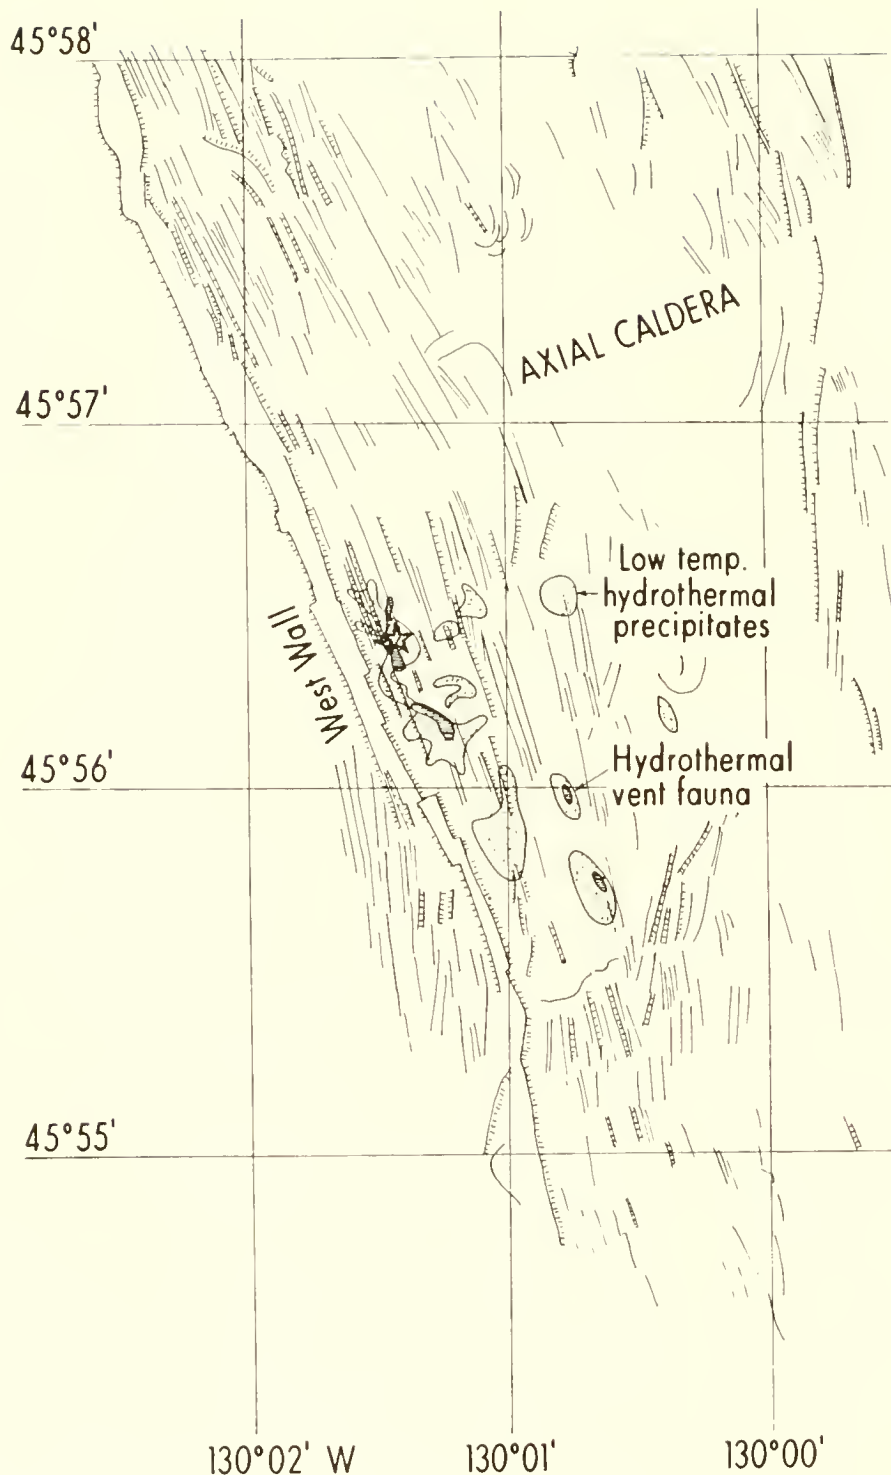 45°58'
AXIAL CALDERA
45°57'
Low temp.
hydrothermal
precipitates
West Wall
45°56'
Hydrothermal
vent fauna
45°55'
130°02' W
130°01'
130°00'